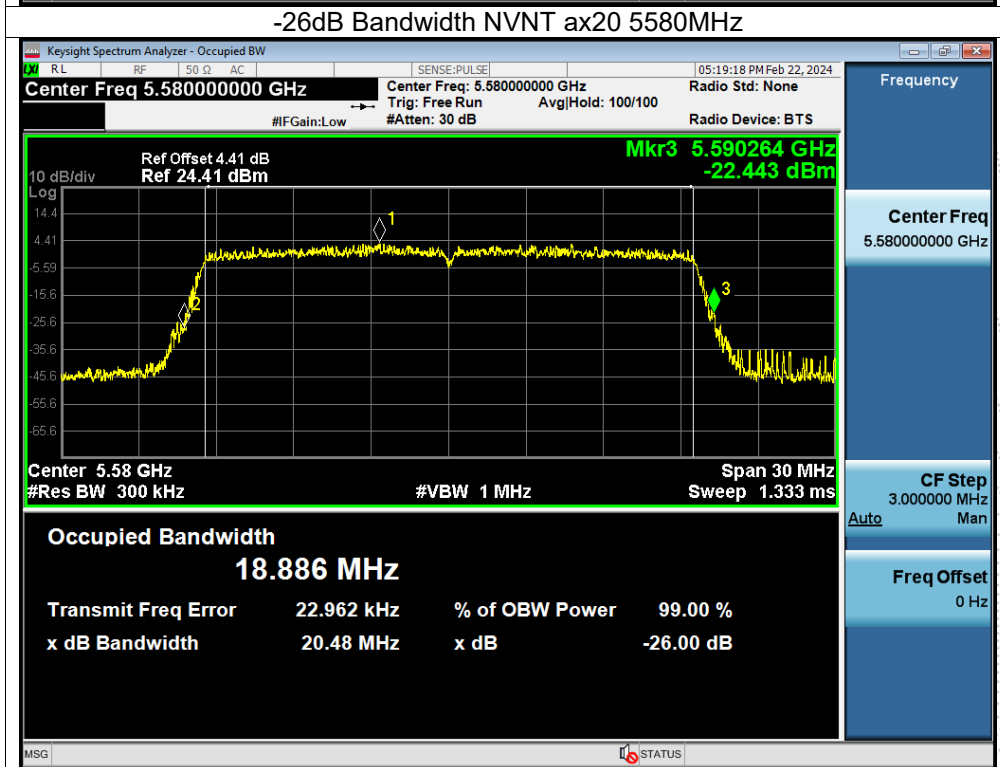 -26dB Bandwidth NVNT ax20 5580MHz
Keysight Spectrum Analyzer - Occupied BW
LXI RL RF 50 Ω AC SENSE:PULSE 05:19:18 PM Feb 22, 2024
Center Freq 5.580000000 GHz
Center Freq: 5.580000000 GHz Radio Std: None
Trig: Free Run Avg|Hold: 100/100
#IFGain:Low #Atten: 30 dB Radio Device: BTS
Frequency
Mkr3 5.590264 GHz
-22.443 dBm
Ref Offset 4.41 dB
10 dB/div Ref 24.41 dBm
Log
14.4
4.41
-5.59
-15.6
-25.6
-35.6
-45.6
-55.6
-65.6
1
2
3
Center 5.58 GHz Span 30 MHz
#Res BW 300 kHz #VBW 1 MHz Sweep 1.333 ms
Center Freq
5.580000000 GHz
CF Step
3.000000 MHz
Auto Man
Freq Offset
0 Hz
Occupied Bandwidth
18.886 MHz
Transmit Freq Error 22.962 kHz % of OBW Power 99.00 %
x dB Bandwidth 20.48 MHz x dB -26.00 dB
MSG STATUS